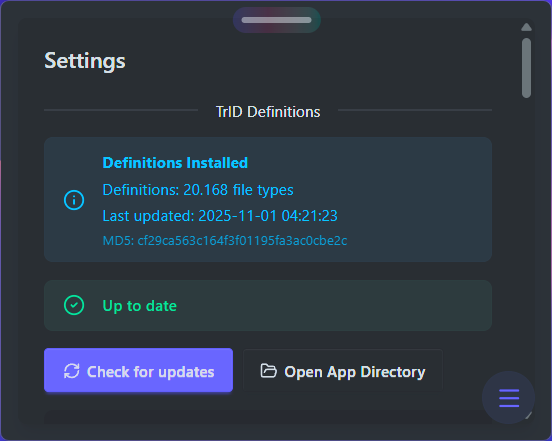 Settings
TrID Definitions
Definitions Installed
Definitions: 20.168 file types
Last updated: 2025-11-01 04:21:23
MD5: cf29ca563c164f3f01195fa3ac0cbe2c
Up to date
Check for updates
Open App Directory